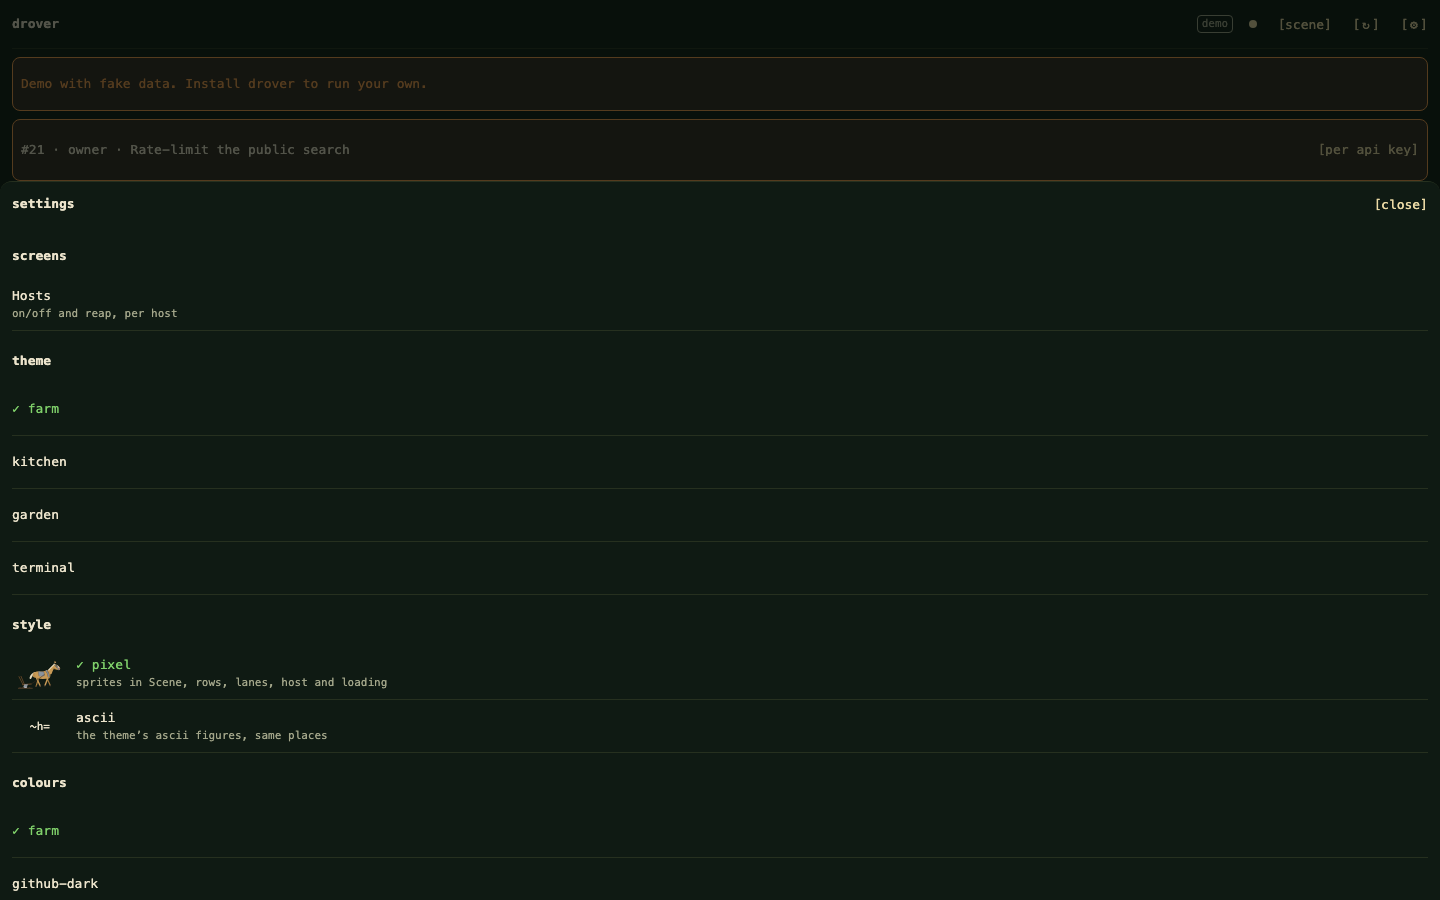 drover
demo ● [scene] [↻] [⚙]
Demo with fake data. Install drover to run your own.
#21 · owner · Rate-limit the public search [per api key]
settings [close]
screens
Hosts
on/off and reap, per host
theme
✓ farm
kitchen
garden
terminal
style
✓ pixel
sprites in Scene, rows, lanes, host and loading
~h=
ascii
the theme’s ascii figures, same places
colours
✓ farm
github-dark